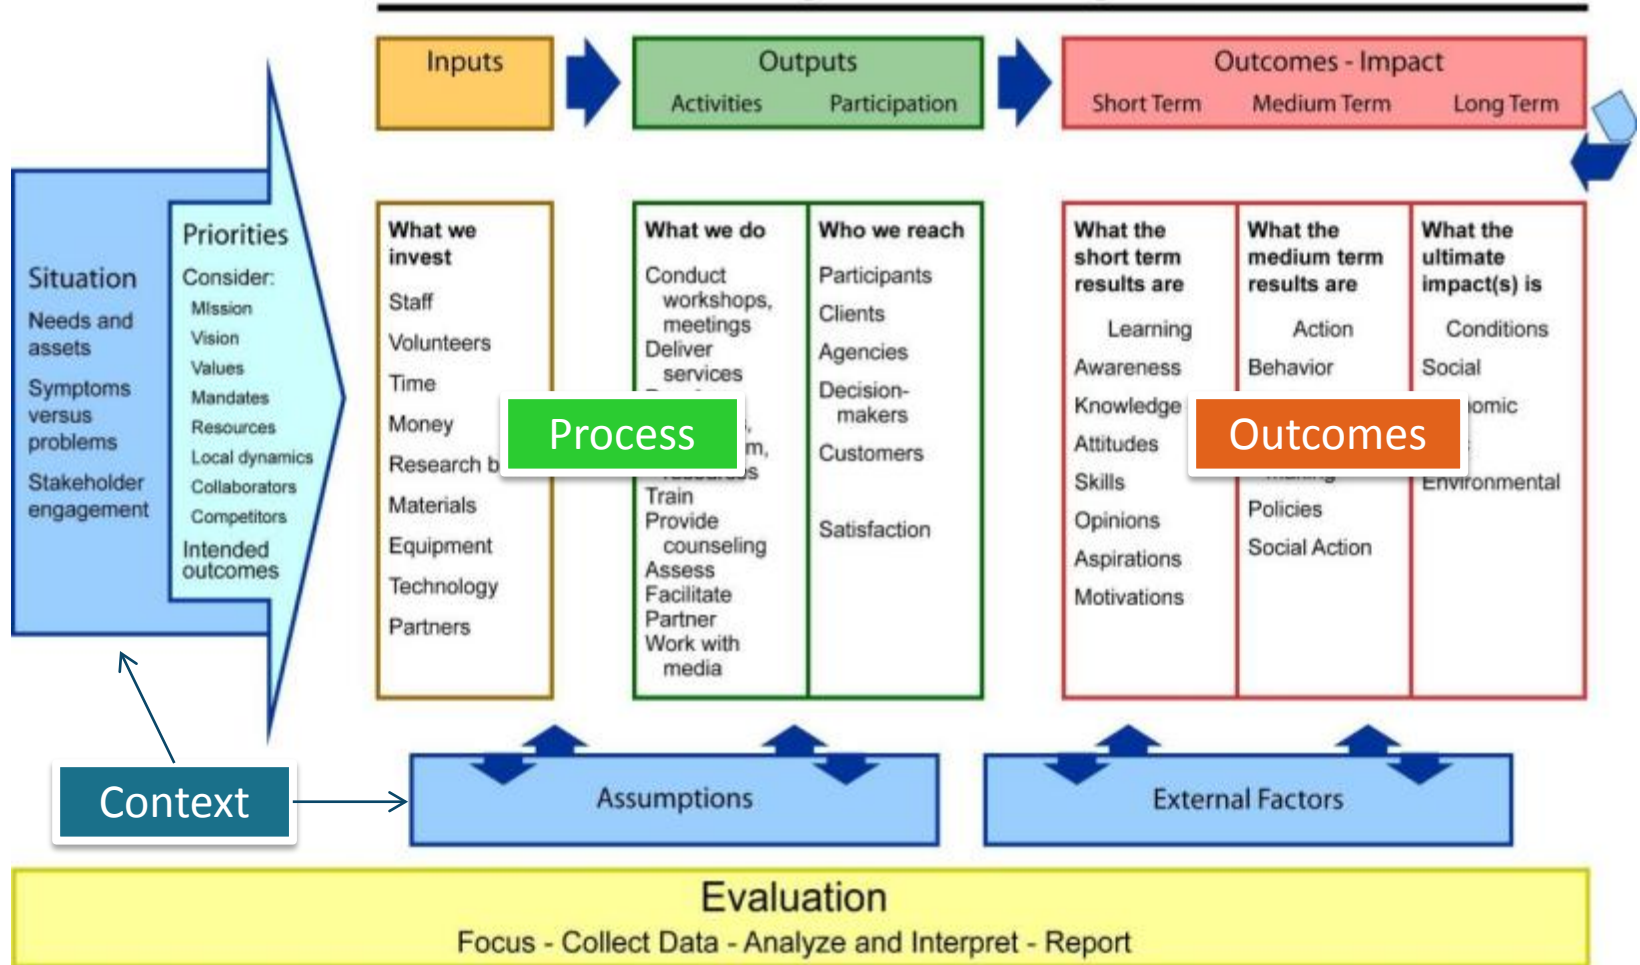 Inputs
Outputs
Activities Participation
Outcomes - Impact
Short Term Medium Term Long Term
Situation
Needs and
assets
Symptoms
versus
problems
Stakeholder
engagement
Priorities
Consider:
MIssion
Vision
Values
Mandates
Resources
Local dynamics
Collaborators
Competitors
Intended
outcomes
What we
invest
Staff
Volunteers
Time
Money
Research
Materials
Equipment
Technology
Partners
What we do
Conduct
workshops,
meetings
Deliver
services
Train
Provide
counseling
Assess
Facilitate
Partner
Work with
media
Who we reach
Participants
Clients
Agencies
Decision-
makers
Customers
Satisfaction
Process
What the
short term
results are
Learning
Awareness
Knowledge
Attitudes
Skills
Opinions
Aspirations
Motivations
What the
medium term
results are
Action
Behavior
Policies
Social Action
What the
ultimate
impact(s) is
Conditions
Social
Environmental
Outcomes
Context
Assumptions
External Factors
Evaluation
Focus - Collect Data - Analyze and Interpret - Report